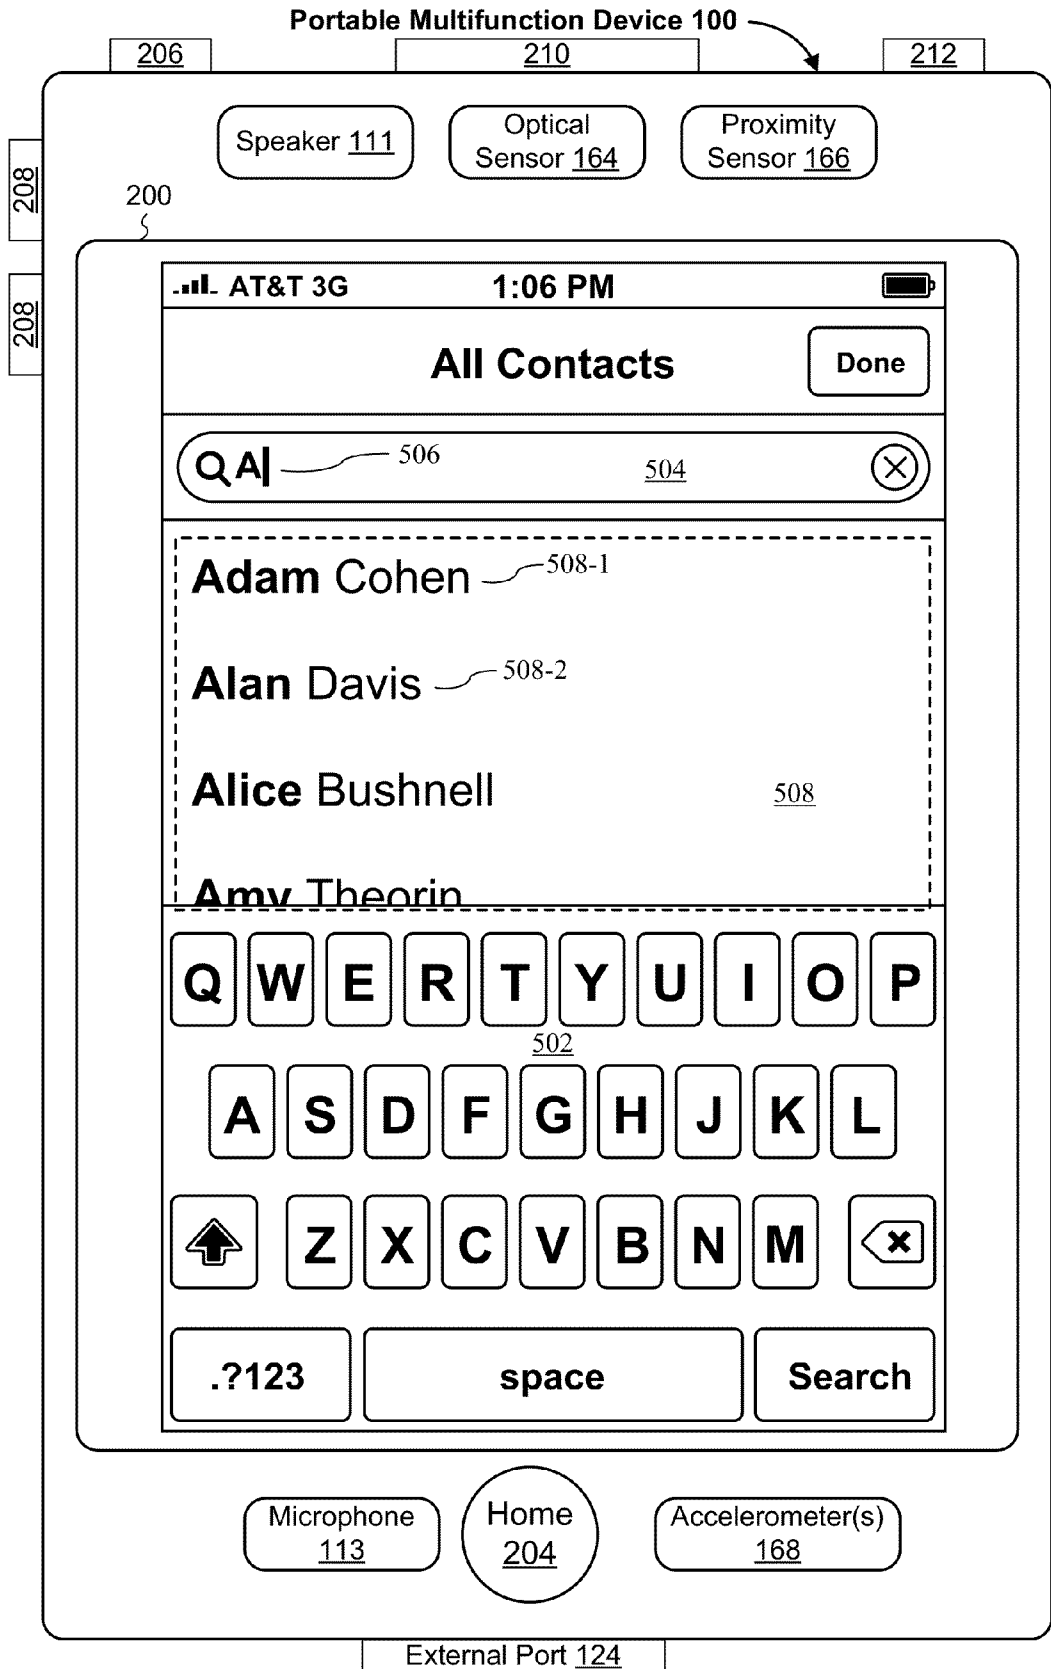 Portable Multifunction Device 100
206
210
212
Speaker 111
Optical
Sensor 164
Proximity
Sensor 166
208
200
208
AT&T 3G 1:06 PM
All Contacts Done
A 506 504
Adam Cohen 508-1
Alan Davis 508-2
Alice Bushnell 508
Amy Theorin
Q W E R T Y U I O P
502
A S D F G H J K L
Z X C V B N M
.?123 space Search
Microphone
113
Home
204
Accelerometer(s)
168
External Port 124